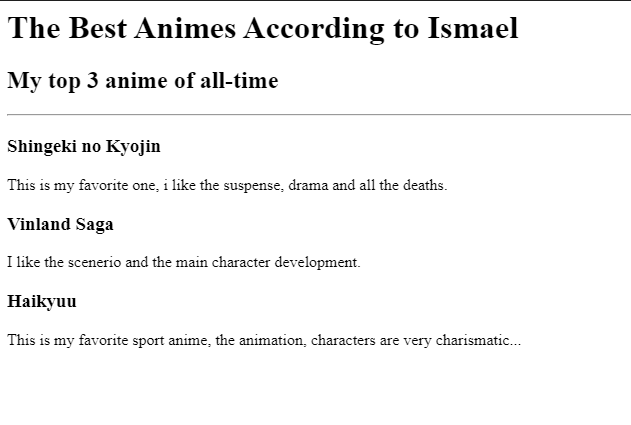 The Best Animes According to Ismael
My top 3 anime of all-time
Shingeki no Kyojin
This is my favorite one, i like the suspense, drama and all the deaths.
Vinland Saga
I like the scenerio and the main character development.
Haikyuu
This is my favorite sport anime, the animation, characters are very charismatic...